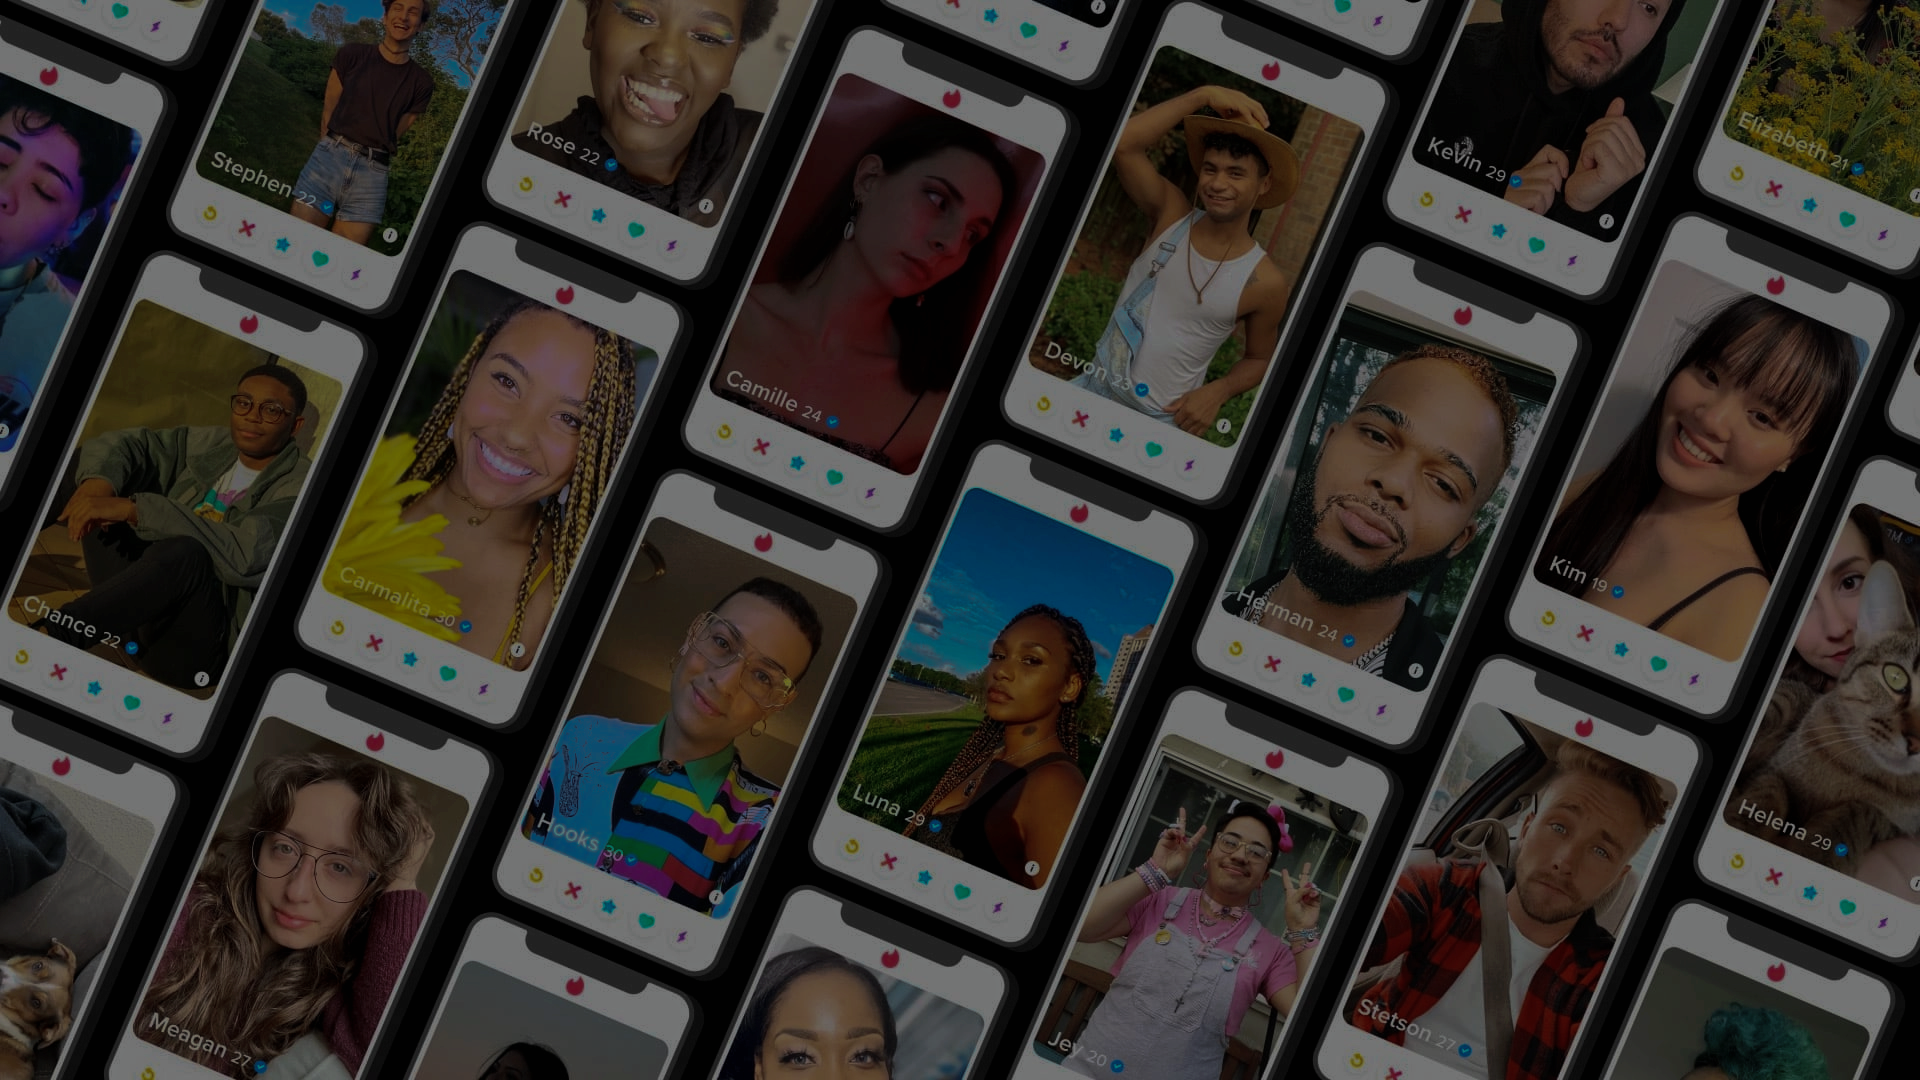 Stephen 22
Rose 22
Kevin 29
Elizabeth 21
Camille 24
Devon 23
Chance 22
Carmalita 30
Herman 24
Kim 19
Hooks 30
Luna 29
Helena 29
Meagan 27
Jey 20
Stetson 27